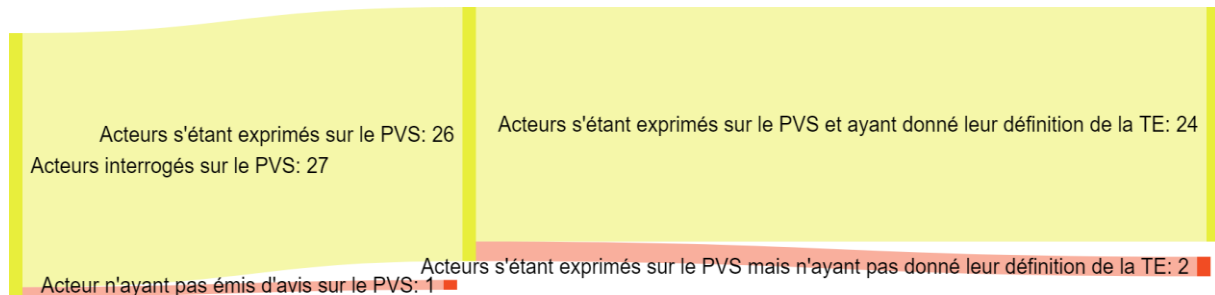 Acteurs s'étant exprimés sur le PVS: 26
Acteurs interrogés sur le PVS: 27
Acteur n'ayant pas émis d'avis sur le PVS: 1
Acteurs s'étant exprimés sur le PVS et ayant donné leur définition de la TE: 24
Acteurs s'étant exprimés sur le PVS mais n'ayant pas donné leur définition de la TE: 2